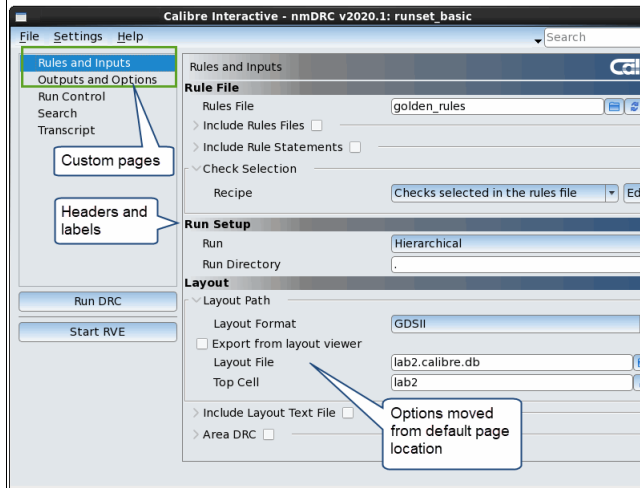 Calibre Interactive - nmDRC v2020.1: runset_basic
File Settings Help
Search
Rules and Inputs
Outputs and Options
Run Control
Search
Transcript
Custom pages
Headers and
labels
Run DRC
Start RVE
Rules and Inputs
Rule File
Rules File golden_rules
Include Rules Files
Include Rule Statements
Check Selection
Recipe Checks selected in the rules file
Run Setup
Run Hierarchical
Run Directory .
Layout
Layout Path
Layout Format GDSII
Export from layout viewer
Layout File lab2.calibre.db
Top Cell lab2
Include Layout Text File
Area DRC
Options moved
from default page
location